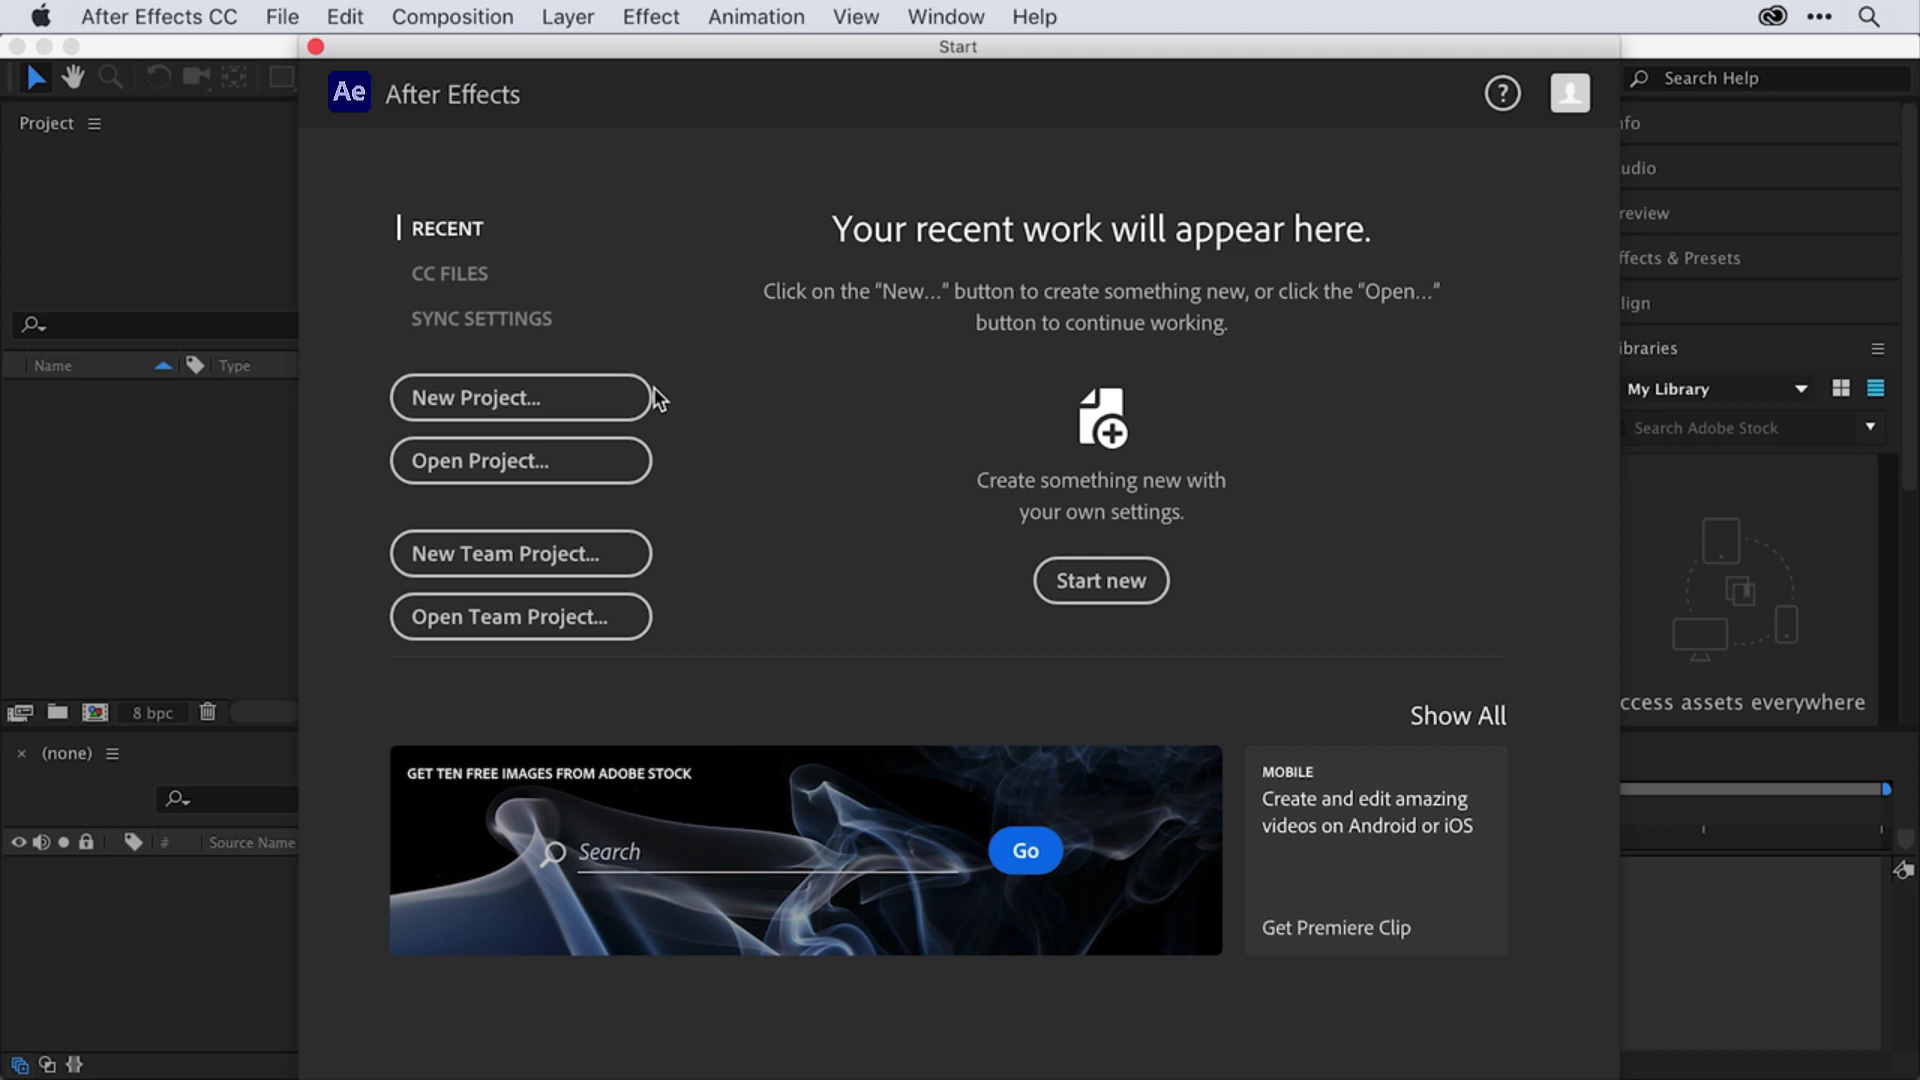 After Effects CC File Edit Composition Layer Effect Animation View Window Help
Start
Ae After Effects
?
Search Help
Project
Name Type
8 bpc
(none)
# Source Name
RECENT
CC FILES
SYNC SETTINGS
New Project...
Open Project...
New Team Project...
Open Team Project...
Your recent work will appear here.
Click on the “New...” button to create something new, or click the “Open...”
button to continue working.
Create something new with
your own settings.
Start new
Show All
GET TEN FREE IMAGES FROM ADOBE STOCK
Search
Go
MOBILE
Create and edit amazing
videos on Android or iOS
Get Premiere Clip
nfo
udio
review
ffects & Presets
lign
ibraries
My Library
Search Adobe Stock
ccess assets everywhere